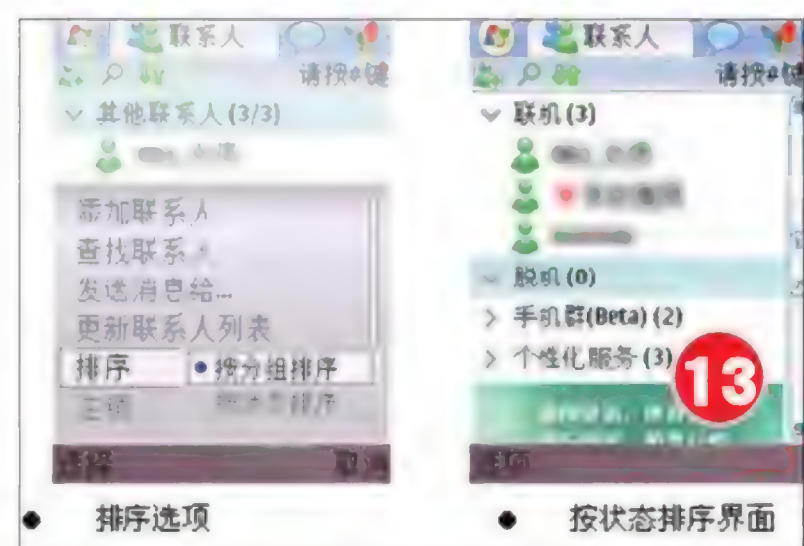 联系人
请按#键
其他联系人(3/3)
添加联系人
查找联系人
发送消息给...
更新联系人列表
排序
按分组排序
取消
排序选项
联系人
请按#键
联机(3)
脱机(0)
手机群(Beta)(2)
个性化服务(3)
13
按状态排序界面